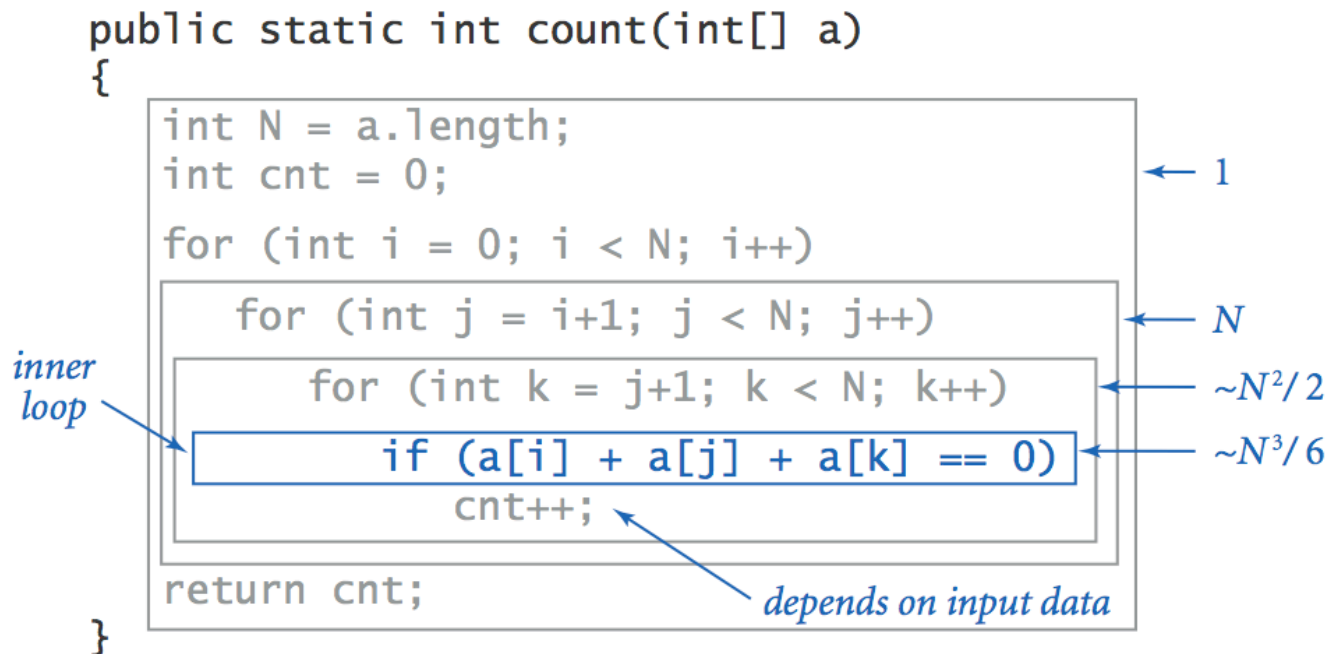 public static int count(int[] a)
{
int N = a.length;
int cnt = 0;
1
for (int i = 0; i < N; i++)
for (int j = i+1; j < N; j++)
N
inner
loop
for (int k = j+1; k < N; k++)
~N²/2
if (a[i] + a[j] + a[k] == 0)
~N³/6
cnt++;
return cnt;
depends on input data
}